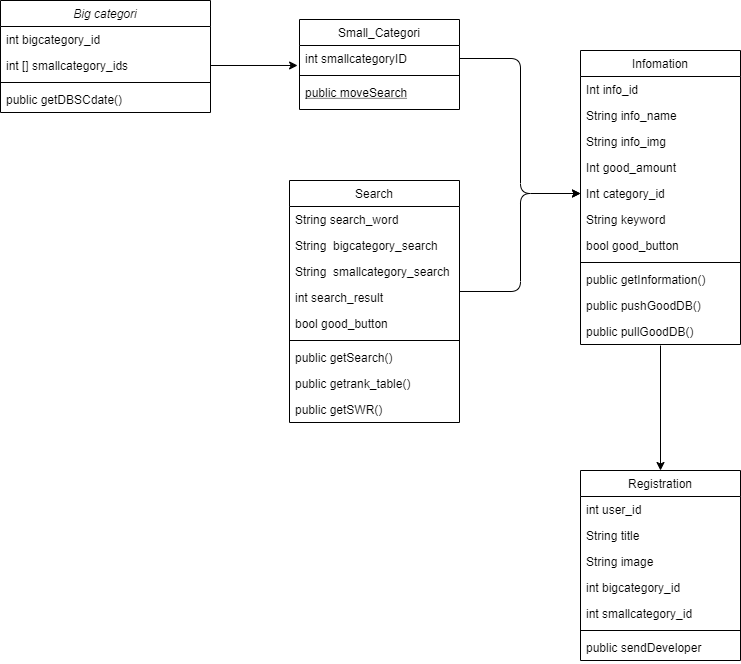 Big categori
int bigcategory_id
int [] smallcategory_ids
public getDBSCdate()
Small_Categori
int smallcategoryID
public moveSearch
Search
String search_word
String bigcategory_search
String smallcategory_search
int search_result
bool good_button
public getSearch()
public getrank_table()
public getSWR()
Infomation
Int info_id
String info_name
String info_img
Int good_amount
Int category_id
String keyword
bool good_button
public getInformation()
public pushGoodDB()
public pullGoodDB()
Registration
int user_id
String title
String image
int bigcategory_id
int smallcategory_id
public sendDeveloper